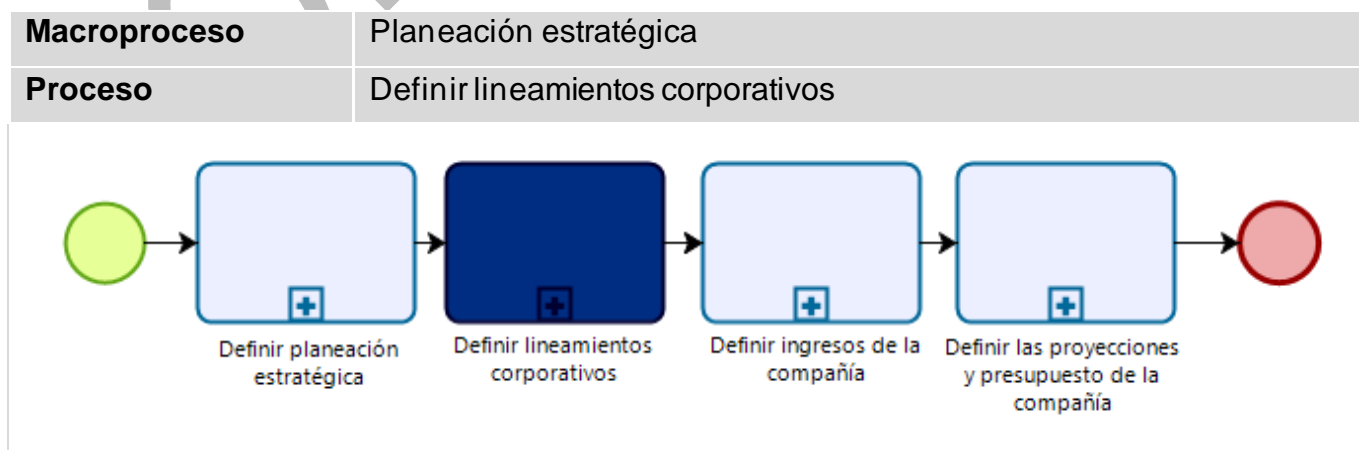 Macroproceso Planeación estratégica
Proceso Definir lineamientos corporativos
Definir planeación
estratégica
Definir lineamientos
corporativos
Definir ingresos de la
compañía
Definir las proyecciones
y presupuesto de la
compañía